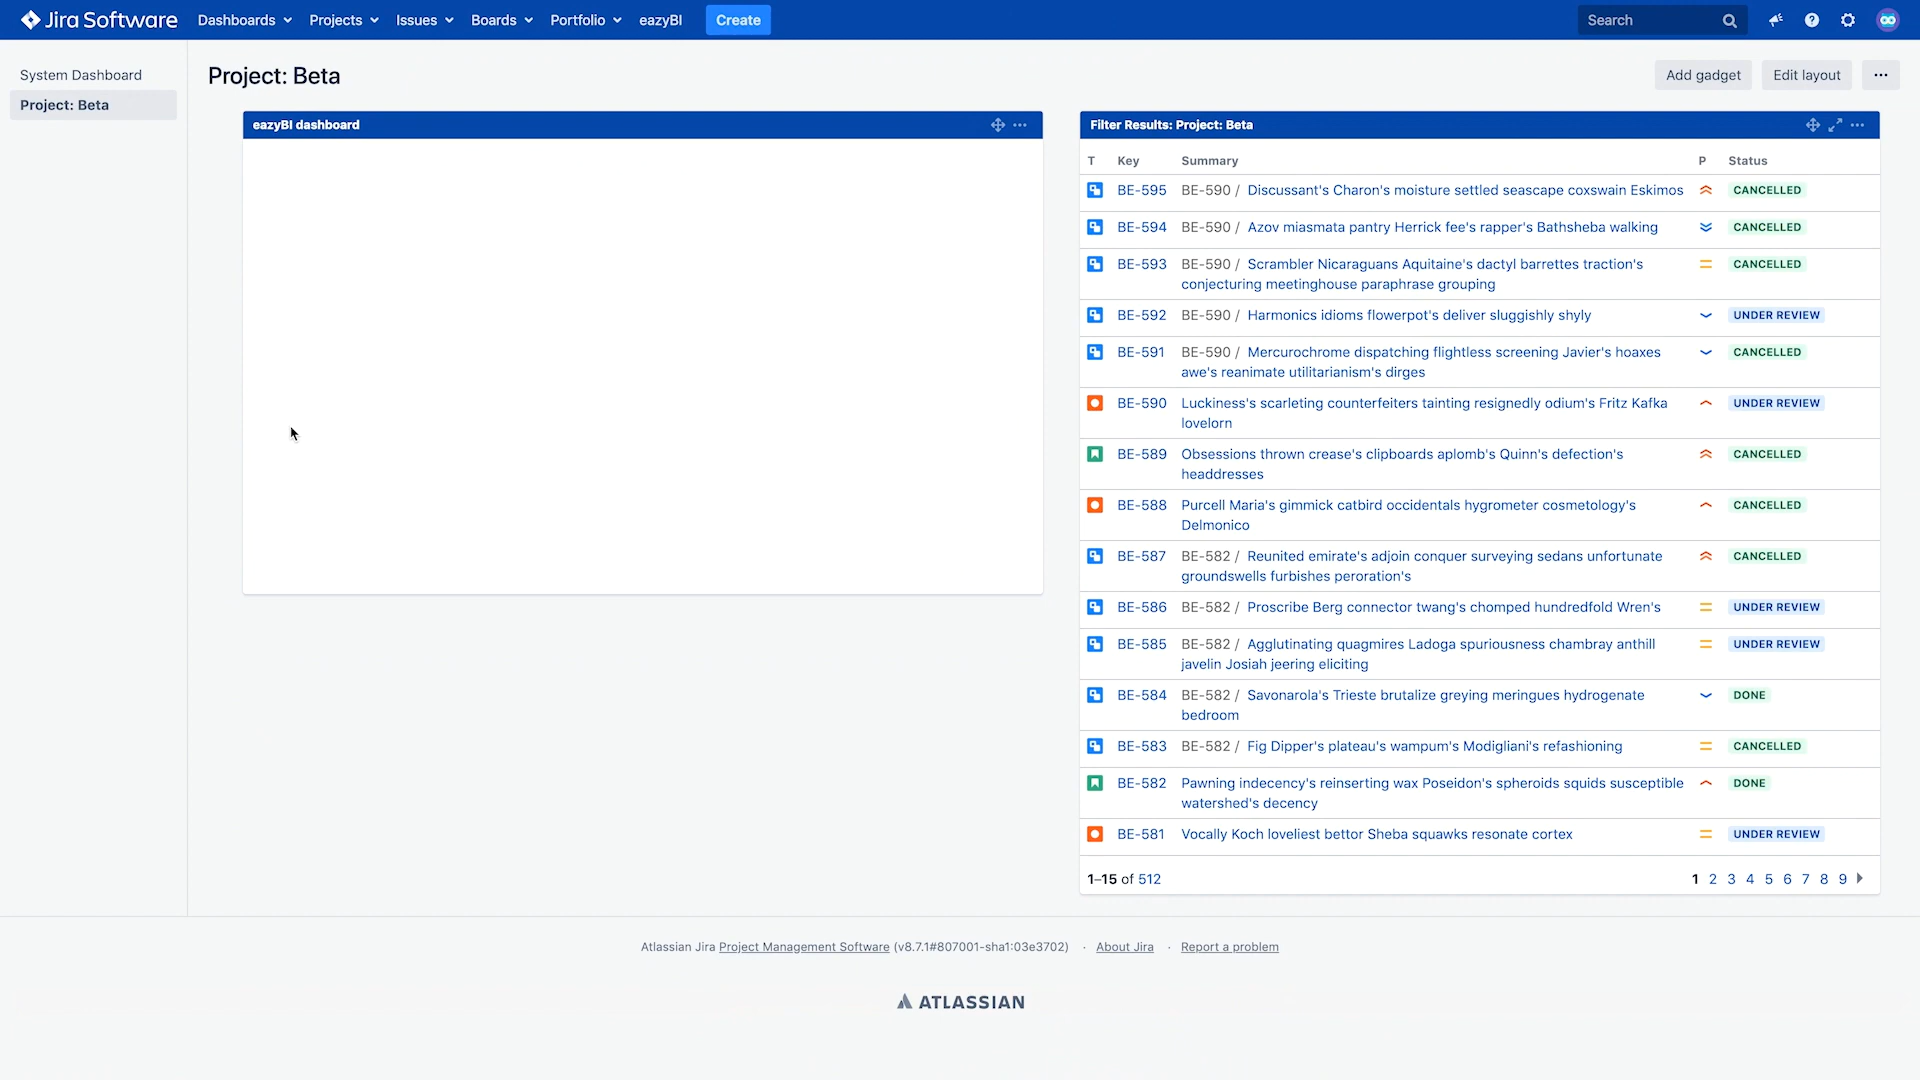 Jira Software Dashboards Projects Issues Boards Portfolio eazyBI Create Search
System Dashboard
Project: Beta
Project: Beta
Add gadget Edit layout
eazyBI dashboard
Filter Results: Project: Beta
T Key Summary P Status
BE-595 BE-590 / Discussant's Charon's moisture settled seascape coxswain Eskimos CANCELLED
BE-594 BE-590 / Azov miasmata pantry Herrick fee's rapper's Bathsheba walking CANCELLED
BE-593 BE-590 / Scrambler Nicaraguans Aquitaine's dactyl barrettes traction's CANCELLED
conjecturing meetinghouse paraphrase grouping
BE-592 BE-590 / Harmonics idioms flowerpot's deliver sluggishly shyly UNDER REVIEW
BE-591 BE-590 / Mercurochrome dispatching flightless screening Javier's hoaxes CANCELLED
awe's reanimate utilitarianism's dirges
BE-590 Luckiness's scarleting counterfeiters tainting resignedly odium's Fritz Kafka UNDER REVIEW
lovelorn
BE-589 Obsessions thrown crease's clipboards aplomb's Quinn's defection's CANCELLED
headdresses
BE-588 Purcell Maria's gimmick catbird occidentals hygrometer cosmetology's CANCELLED
Delmonico
BE-587 BE-582 / Reunited emirate's adjoin conquer surveying sedans unfortunate CANCELLED
groundswells furbishes peroration's
BE-586 BE-582 / Proscribe Berg connector twang's chomped hundredfold Wren's UNDER REVIEW
BE-585 BE-582 / Agglutinating quagmires Ladoga spuriousness chambray anthill UNDER REVIEW
javelin Josiah jeering eliciting
BE-584 BE-582 / Savonarola's Trieste brutalize greying meringues hydrogenate DONE
bedroom
BE-583 BE-582 / Fig Dipper's plateau's wampum's Modigliani's refashioning CANCELLED
BE-582 Pawning indecency's reinserting wax Poseidon's spheroids squids susceptible DONE
watershed's decency
BE-581 Vocally Koch loveliest bettor Sheba squawks resonate cortex UNDER REVIEW
1–15 of 512 1 2 3 4 5 6 7 8 9
Atlassian Jira Project Management Software (v8.7.1#807001-sha1:03e3702) · About Jira · Report a problem
ATLASSIAN